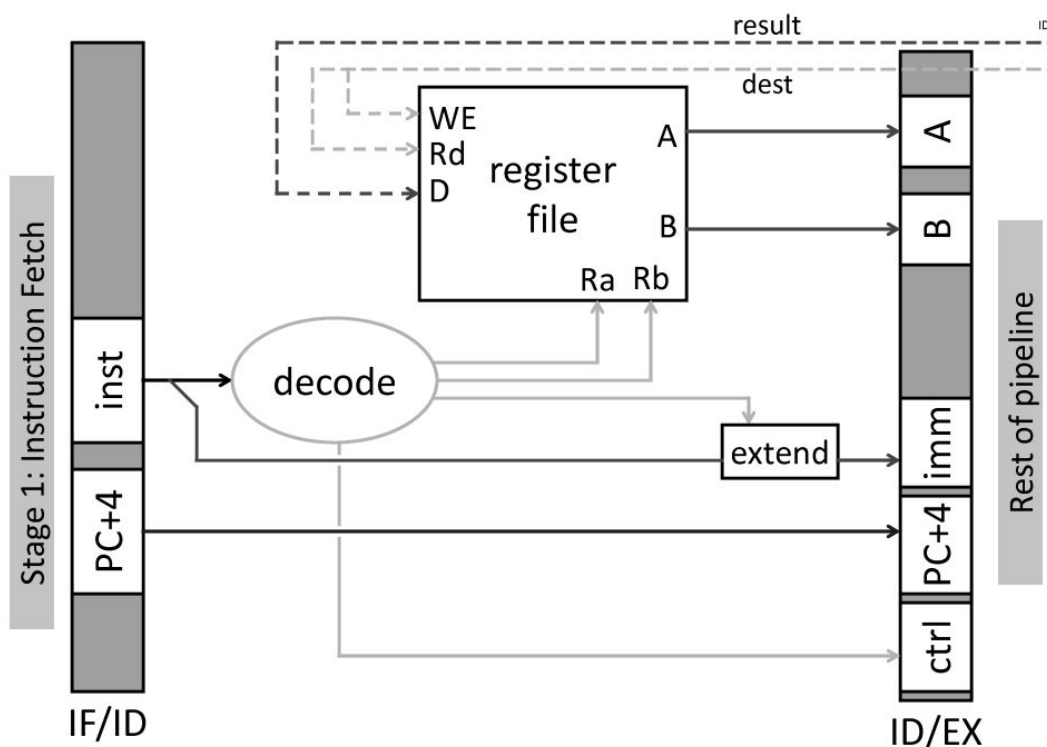 result
ID
dest
WE
Rd
D
register
file
A
B
Ra
Rb
A
B
Stage 1: Instruction Fetch
inst
decode
extend
imm
PC+4
PC+4
ctrl
Rest of pipeline
IF/ID
ID/EX